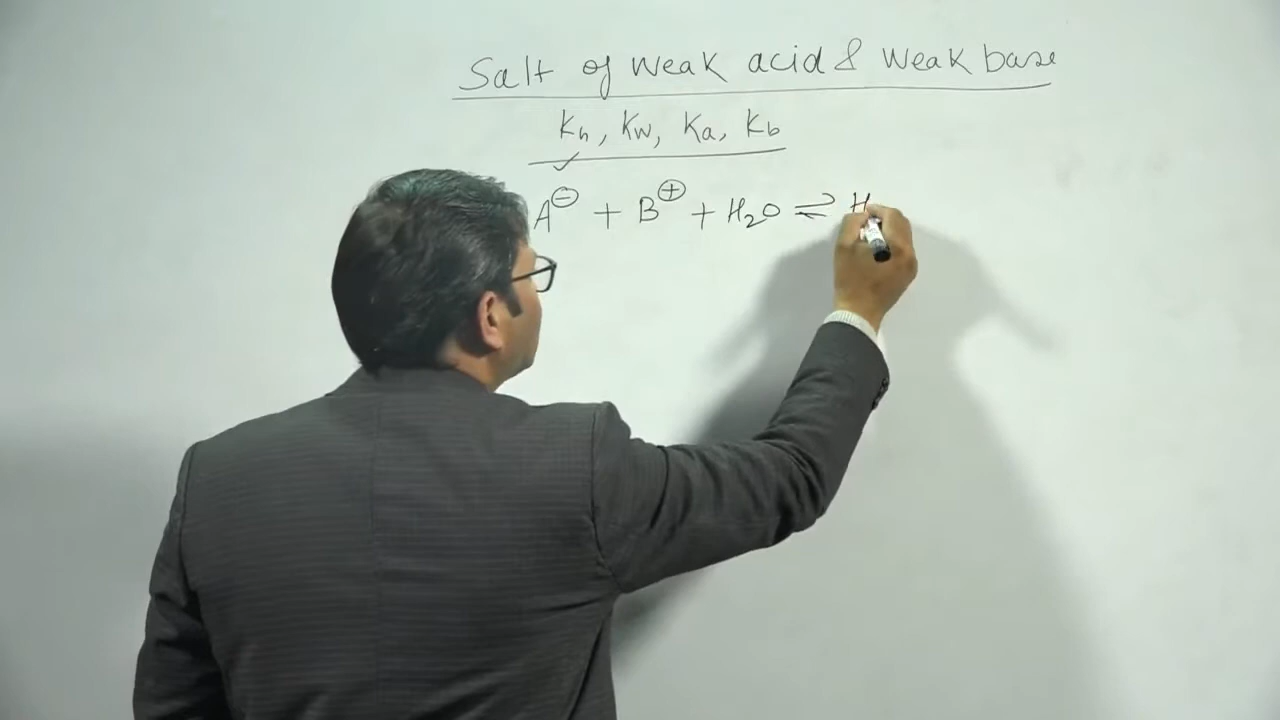 Salt of weak acid & weak base
Kh, Kw, Ka, Kb
A⊖ + B⊕ + H₂O ⇌ H